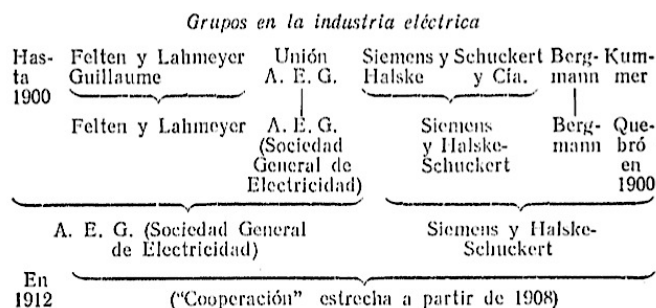 Grupos en la industria eléctrica
Has- Felten y Lahmeyer Unión Siemens y Schuckert Berg- Kum-
ta Guillaume A. E. G. Halske y Cía. mann mer
1900
Felten y Lahmeyer A. E. G. Siemens Berg- Que-
(Sociedad y Halske- mann bró
General de Schuckert en
Electricidad) 1900
A. E. G. (Sociedad General Siemens y Halske-
de Electricidad) Schuckert
En
1912 ("Cooperación" estrecha a partir de 1908)